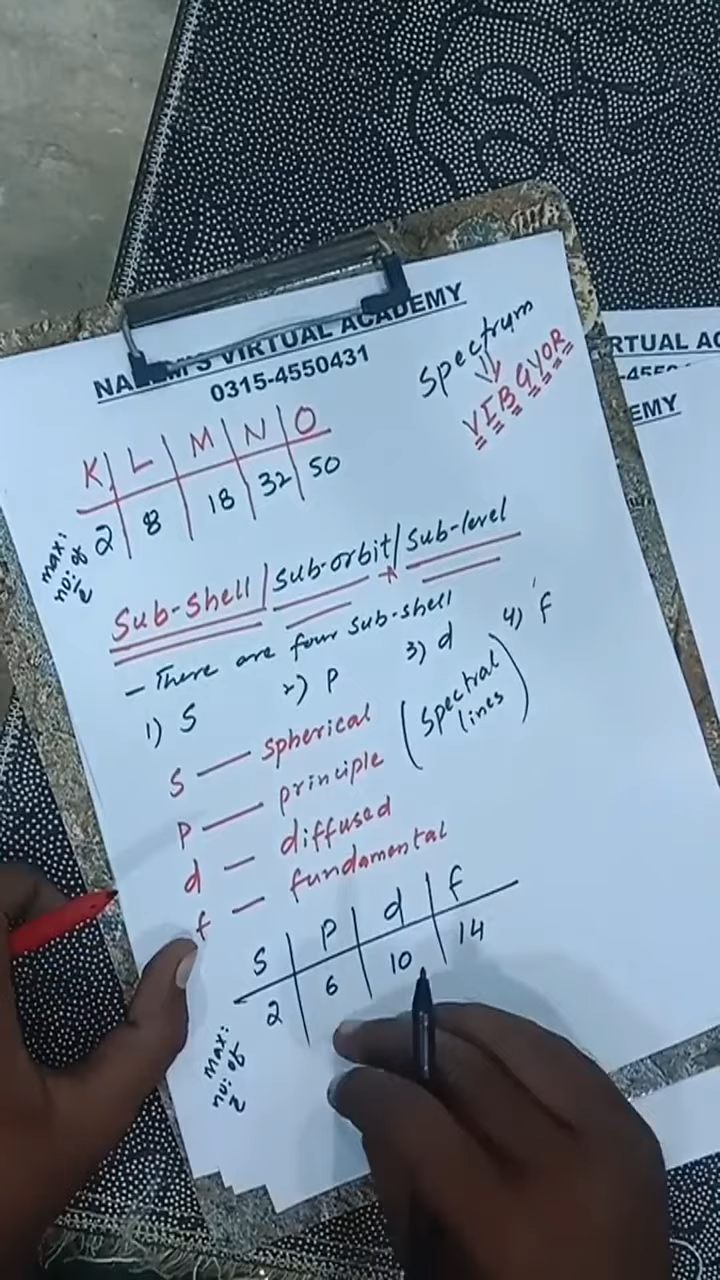 VIRTUAL ACADEMY
0315-4550431
Spectrum
VIBGYOR
K L M N O
max: no: of e̅ 2 8 18 32 50
Sub-Shell / Sub-orbit / Sub-level
- There are four sub-shell
1) S 2) P 3) d 4) f
S — spherical (spectral lines)
P — principle
d — diffused
f — fundamental
S P d f
max: no: of e̅ 2 6 10 14
RTUAL AC
EMY